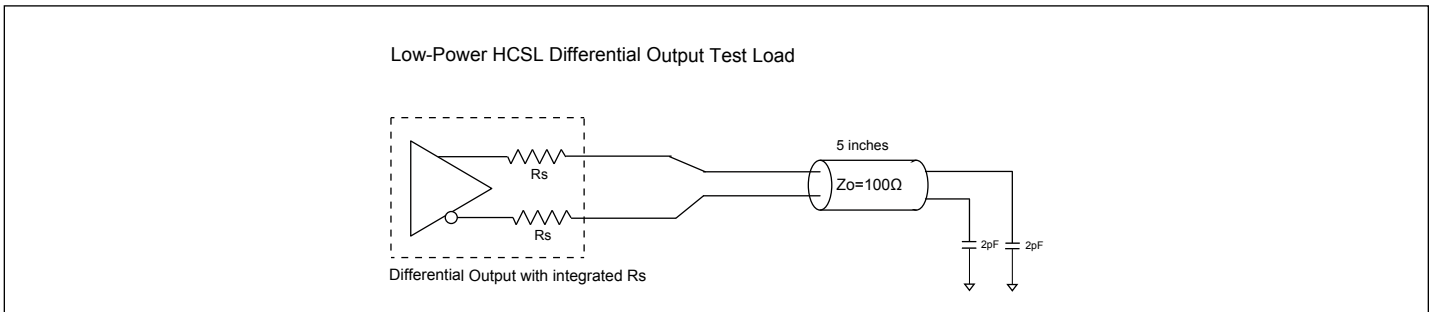 Low-Power HCSL Differential Output Test Load
5 inches
Rs
Zo=100Ω
Rs
2pF
2pF
Differential Output with integrated Rs